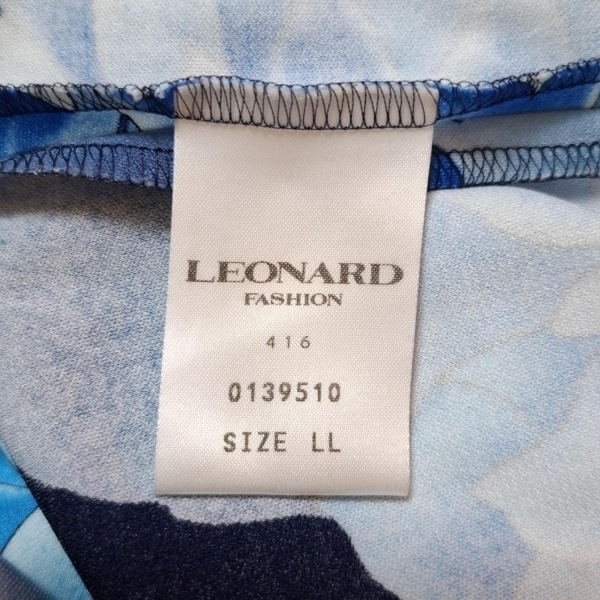 LEONARD
FASHION
416
0139510
SIZE LL